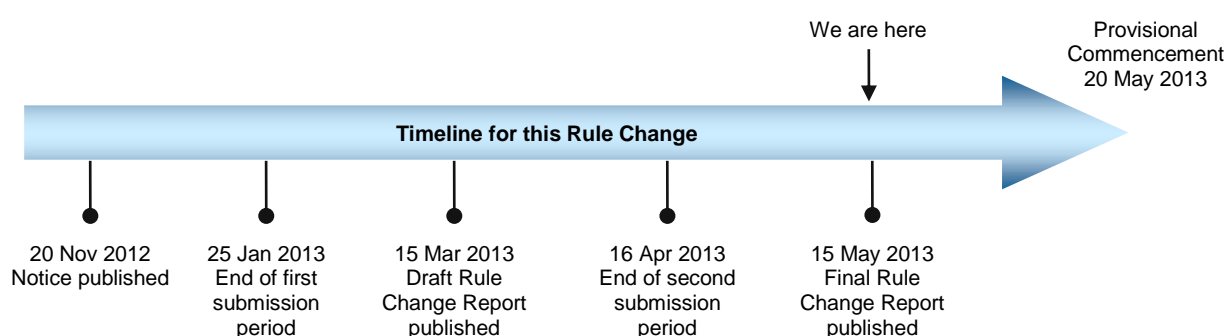 We are here
Provisional
Commencement
20 May 2013
Timeline for this Rule Change
20 Nov 2012
Notice published
25 Jan 2013
End of first
submission
period
15 Mar 2013
Draft Rule
Change Report
published
16 Apr 2013
End of second
submission
period
15 May 2013
Final Rule
Change Report
published